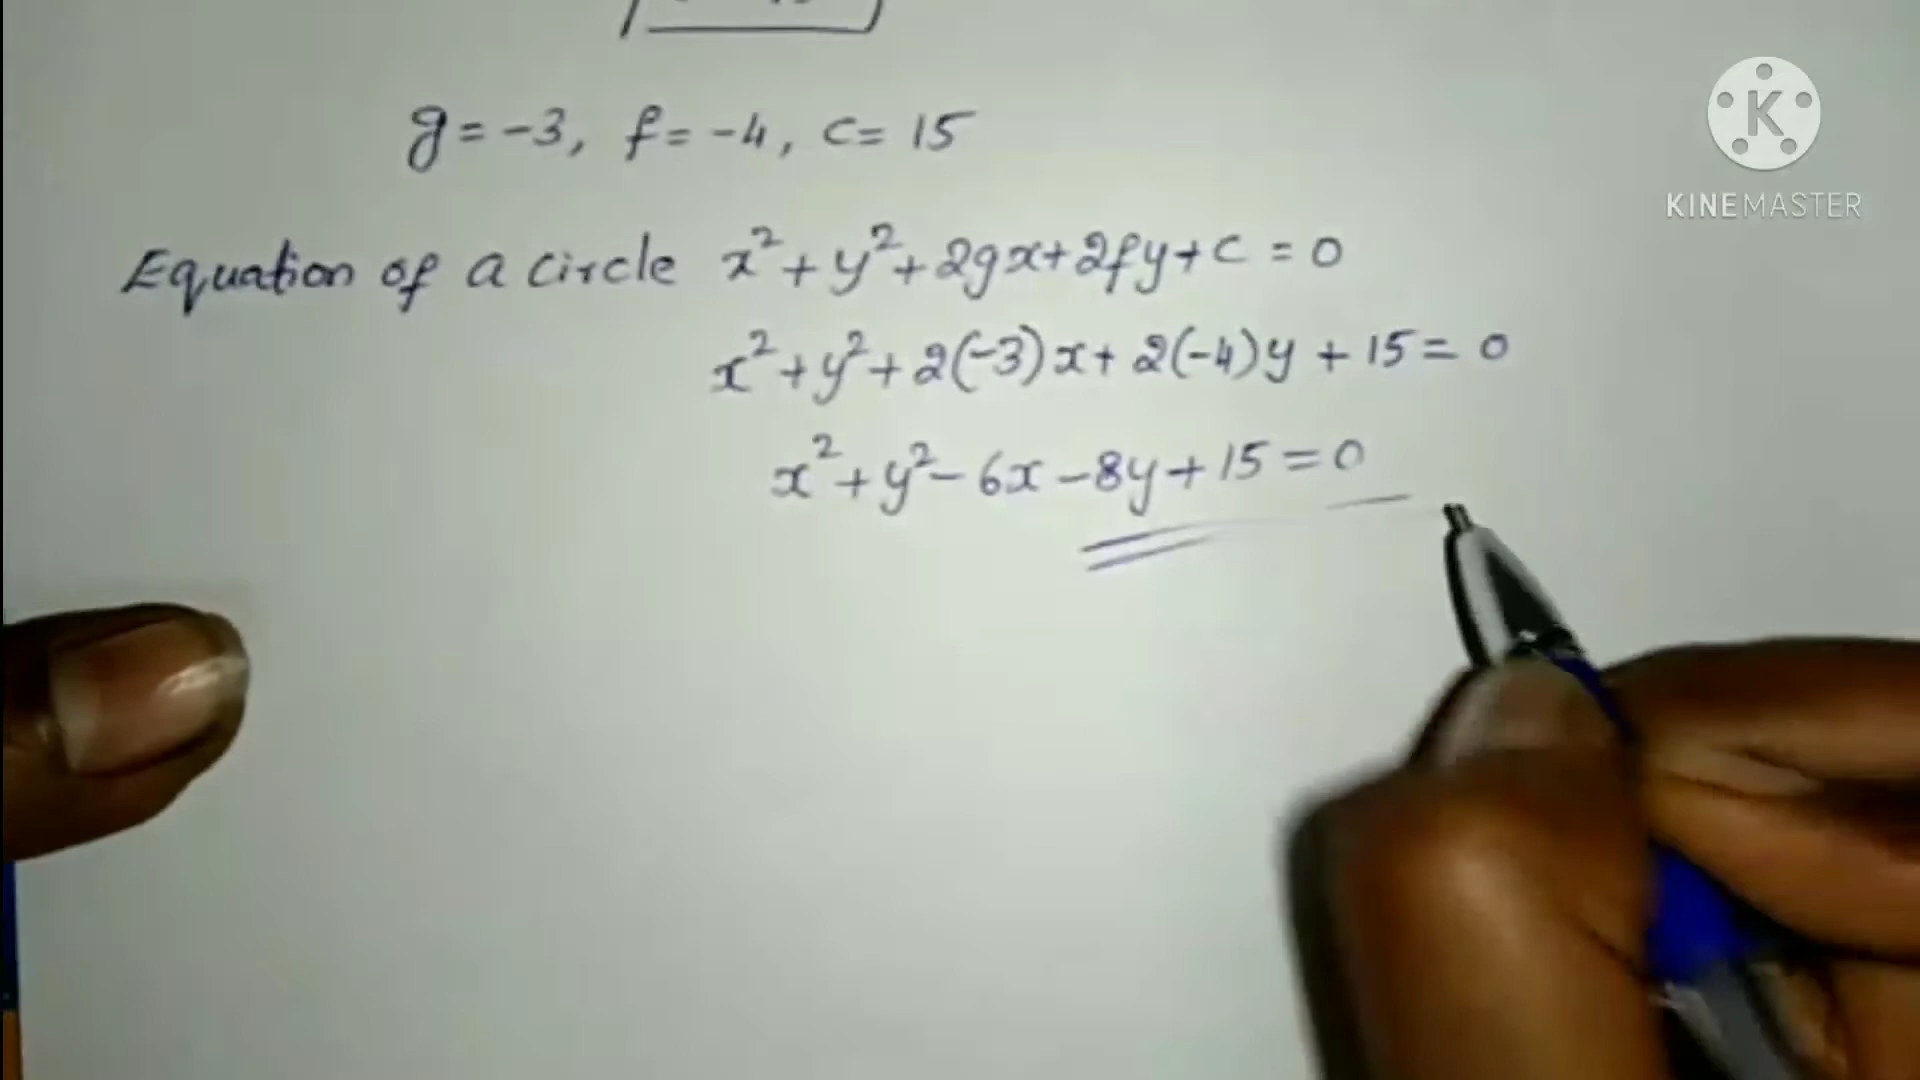 g = -3, f = -4, c = 15
Equation of a circle x² + y² + 2gx + 2fy + c = 0
x² + y² + 2(-3)x + 2(-4)y + 15 = 0
x² + y² - 6x - 8y + 15 = 0
K
KINEMASTER